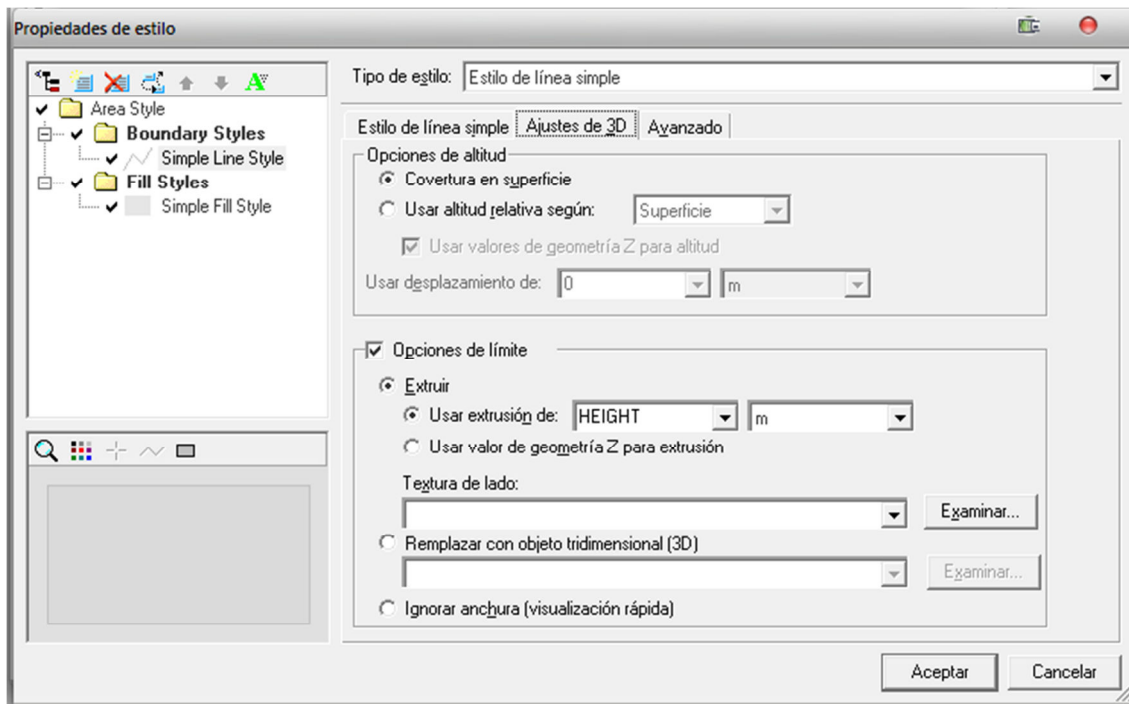 Propiedades de estilo
Tipo de estilo: Estilo de línea simple
Area Style
Boundary Styles
Simple Line Style
Fill Styles
Simple Fill Style
Estilo de línea simple Ajustes de 3D Avanzado
Opciones de altitud
Covertura en superficie
Usar altitud relativa según: Superficie
Usar valores de geometría Z para altitud
Usar desplazamiento de: 0 m
Opciones de límite
Extruir
Usar extrusión de: HEIGHT m
Usar valor de geometría Z para extrusión
Textura de lado:
Examinar...
Remplazar con objeto tridimensional (3D)
Examinar...
Ignorar anchura (visualización rápida)
Aceptar Cancelar